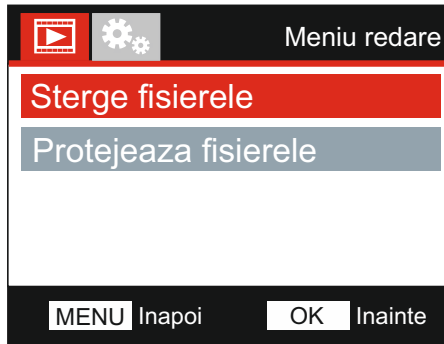 Meniu redare
Sterge fisierele
Protejeaza fisierele
MENU Inapoi OK Inainte